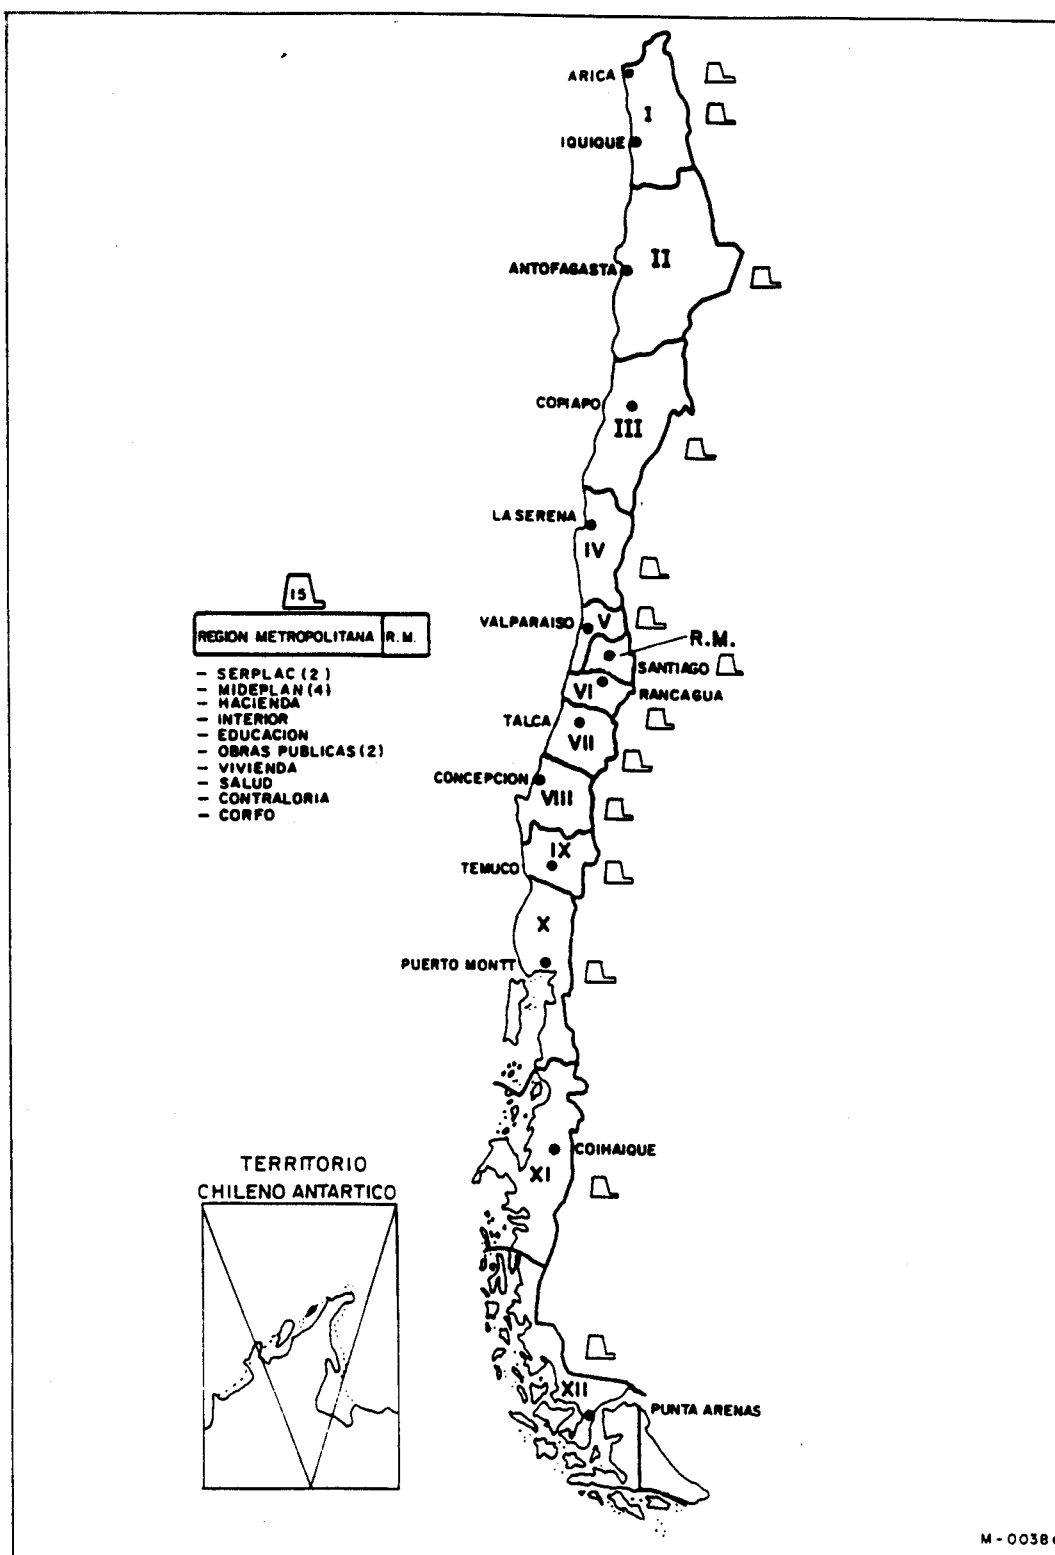 ARICA
I
IQUIQUE
II
ANTOFAGASTA
COPIAPO
III
LA SERENA
IV
15
REGION METROPOLITANA R.M.
- SERPLAC (2)
- MIDEPLAN (4)
- HACIENDA
- INTERIOR
- EDUCACION
- OBRAS PUBLICAS (2)
- VIVIENDA
- SALUD
- CONTRALORIA
- CORFO
VALPARAISO
V
R.M.
SANTIAGO
VI
RANCAGUA
TALCA
VII
CONCEPCION
VIII
IX
TEMUCO
X
PUERTO MONTT
COIHAIQUE
XI
TERRITORIO
CHILENO ANTARTICO
XII
PUNTA ARENAS